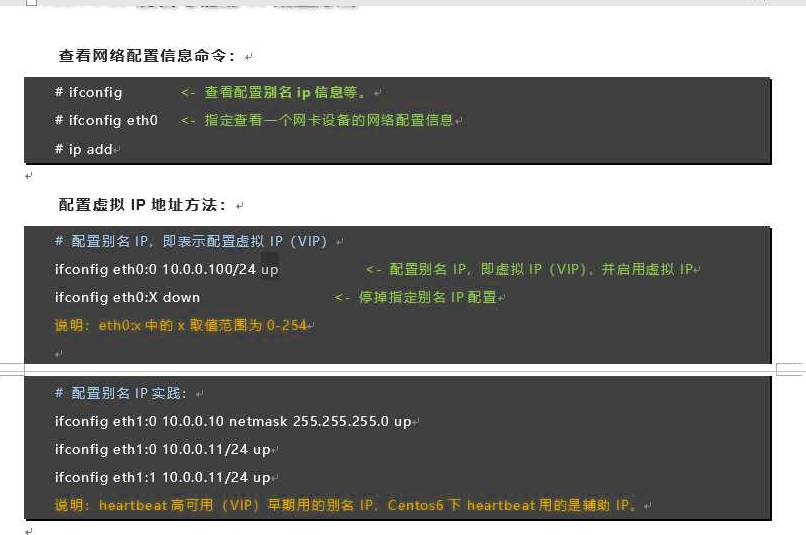 查看网络配置信息命令：
# ifconfig <- 查看配置别名 ip 信息等。
# ifconfig eth0 <- 指定查看一个网卡设备的网络配置信息
# ip add
配置虚拟 IP 地址方法：
# 配置别名 IP，即表示配置虚拟 IP（VIP）
ifconfig eth0:0 10.0.0.100/24 up <- 配置别名 IP，即虚拟 IP（VIP），并启用虚拟 IP
ifconfig eth0:X down <- 停掉指定别名 IP 配置
说明：eth0:x 中的 x 取值范围为 0-254
# 配置别名 IP 实践：
ifconfig eth1:0 10.0.0.10 netmask 255.255.255.0 up
ifconfig eth1:0 10.0.0.11/24 up
ifconfig eth1:1 10.0.0.11/24 up
说明：heartbeat 高可用（VIP）早期用的别名 IP，Centos6 下 heartbeat 用的是辅助 IP。